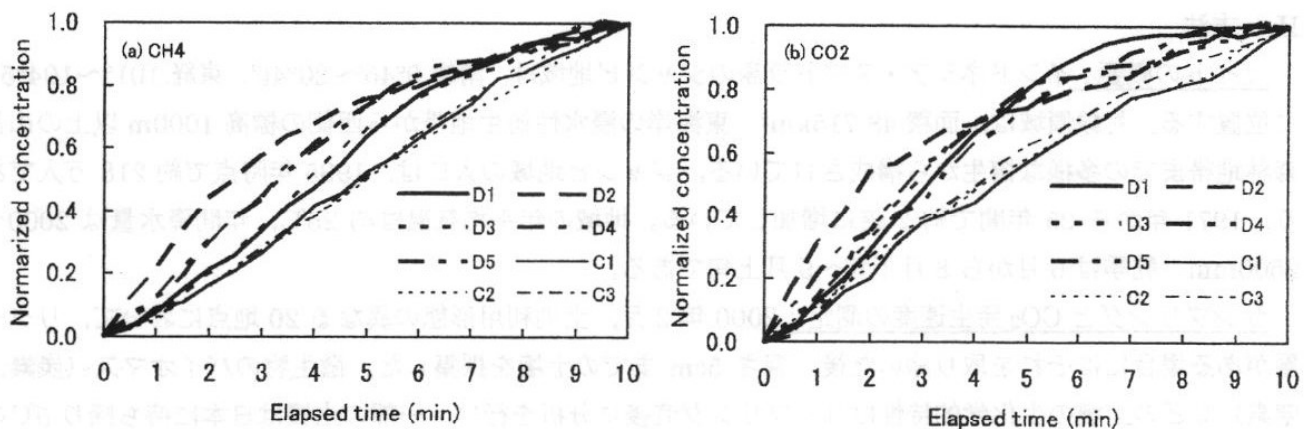 Normarized concentration
1.0
0.8
0.6
0.4
0.2
0.0
(a) CH4
D1 D2
D3 D4
D5 C1
C2 C3
0 1 2 3 4 5 6 7 8 9 10
Elapsed time (min)
Normalized concentration
1.0
0.8
0.6
0.4
0.2
0.0
(b) CO2
D1 D2
D3 D4
D5 C1
C2 C3
0 1 2 3 4 5 6 7 8 9 10
Elapsed time (min)